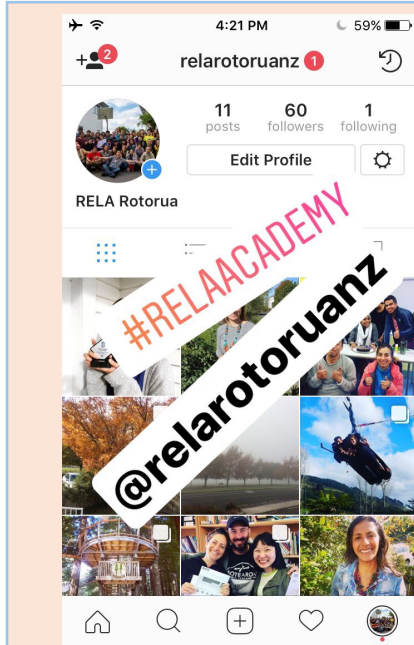 4:21 PM
59%
2
relarotoruanz 1
11 60 1
posts followers following
Edit Profile
RELA Rotorua
#RELAACADEMY
@relarotoruanz